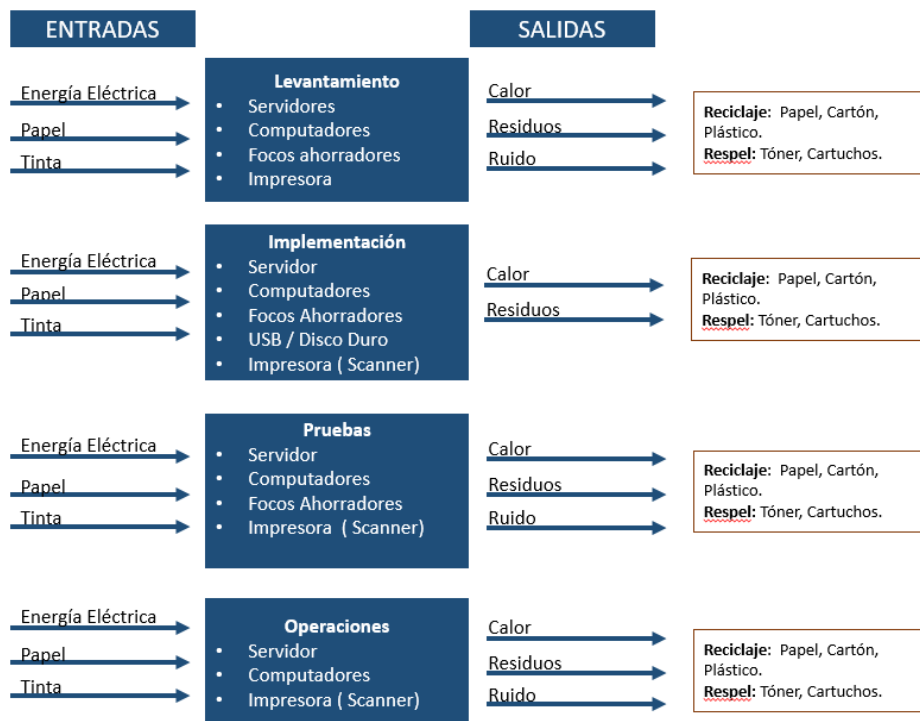 ENTRADAS
SALIDAS
Energía Eléctrica
Papel
Tinta
Levantamiento
• Servidores
• Computadores
• Focos ahorradores
• Impresora
Calor
Residuos
Ruido
Reciclaje: Papel, Cartón,
Plástico.
Respel: Tóner, Cartuchos.
Energía Eléctrica
Papel
Tinta
Implementación
• Servidor
• Computadores
• Focos Ahorradores
• USB / Disco Duro
• Impresora ( Scanner)
Calor
Residuos
Reciclaje: Papel, Cartón,
Plástico.
Respel: Tóner, Cartuchos.
Energía Eléctrica
Papel
Tinta
Pruebas
• Servidor
• Computadores
• Focos Ahorradores
• Impresora ( Scanner)
Calor
Residuos
Ruido
Reciclaje: Papel, Cartón,
Plástico.
Respel: Tóner, Cartuchos.
Energía Eléctrica
Papel
Tinta
Operaciones
• Servidor
• Computadores
• Impresora ( Scanner)
Calor
Residuos
Ruido
Reciclaje: Papel, Cartón,
Plástico.
Respel: Tóner, Cartuchos.